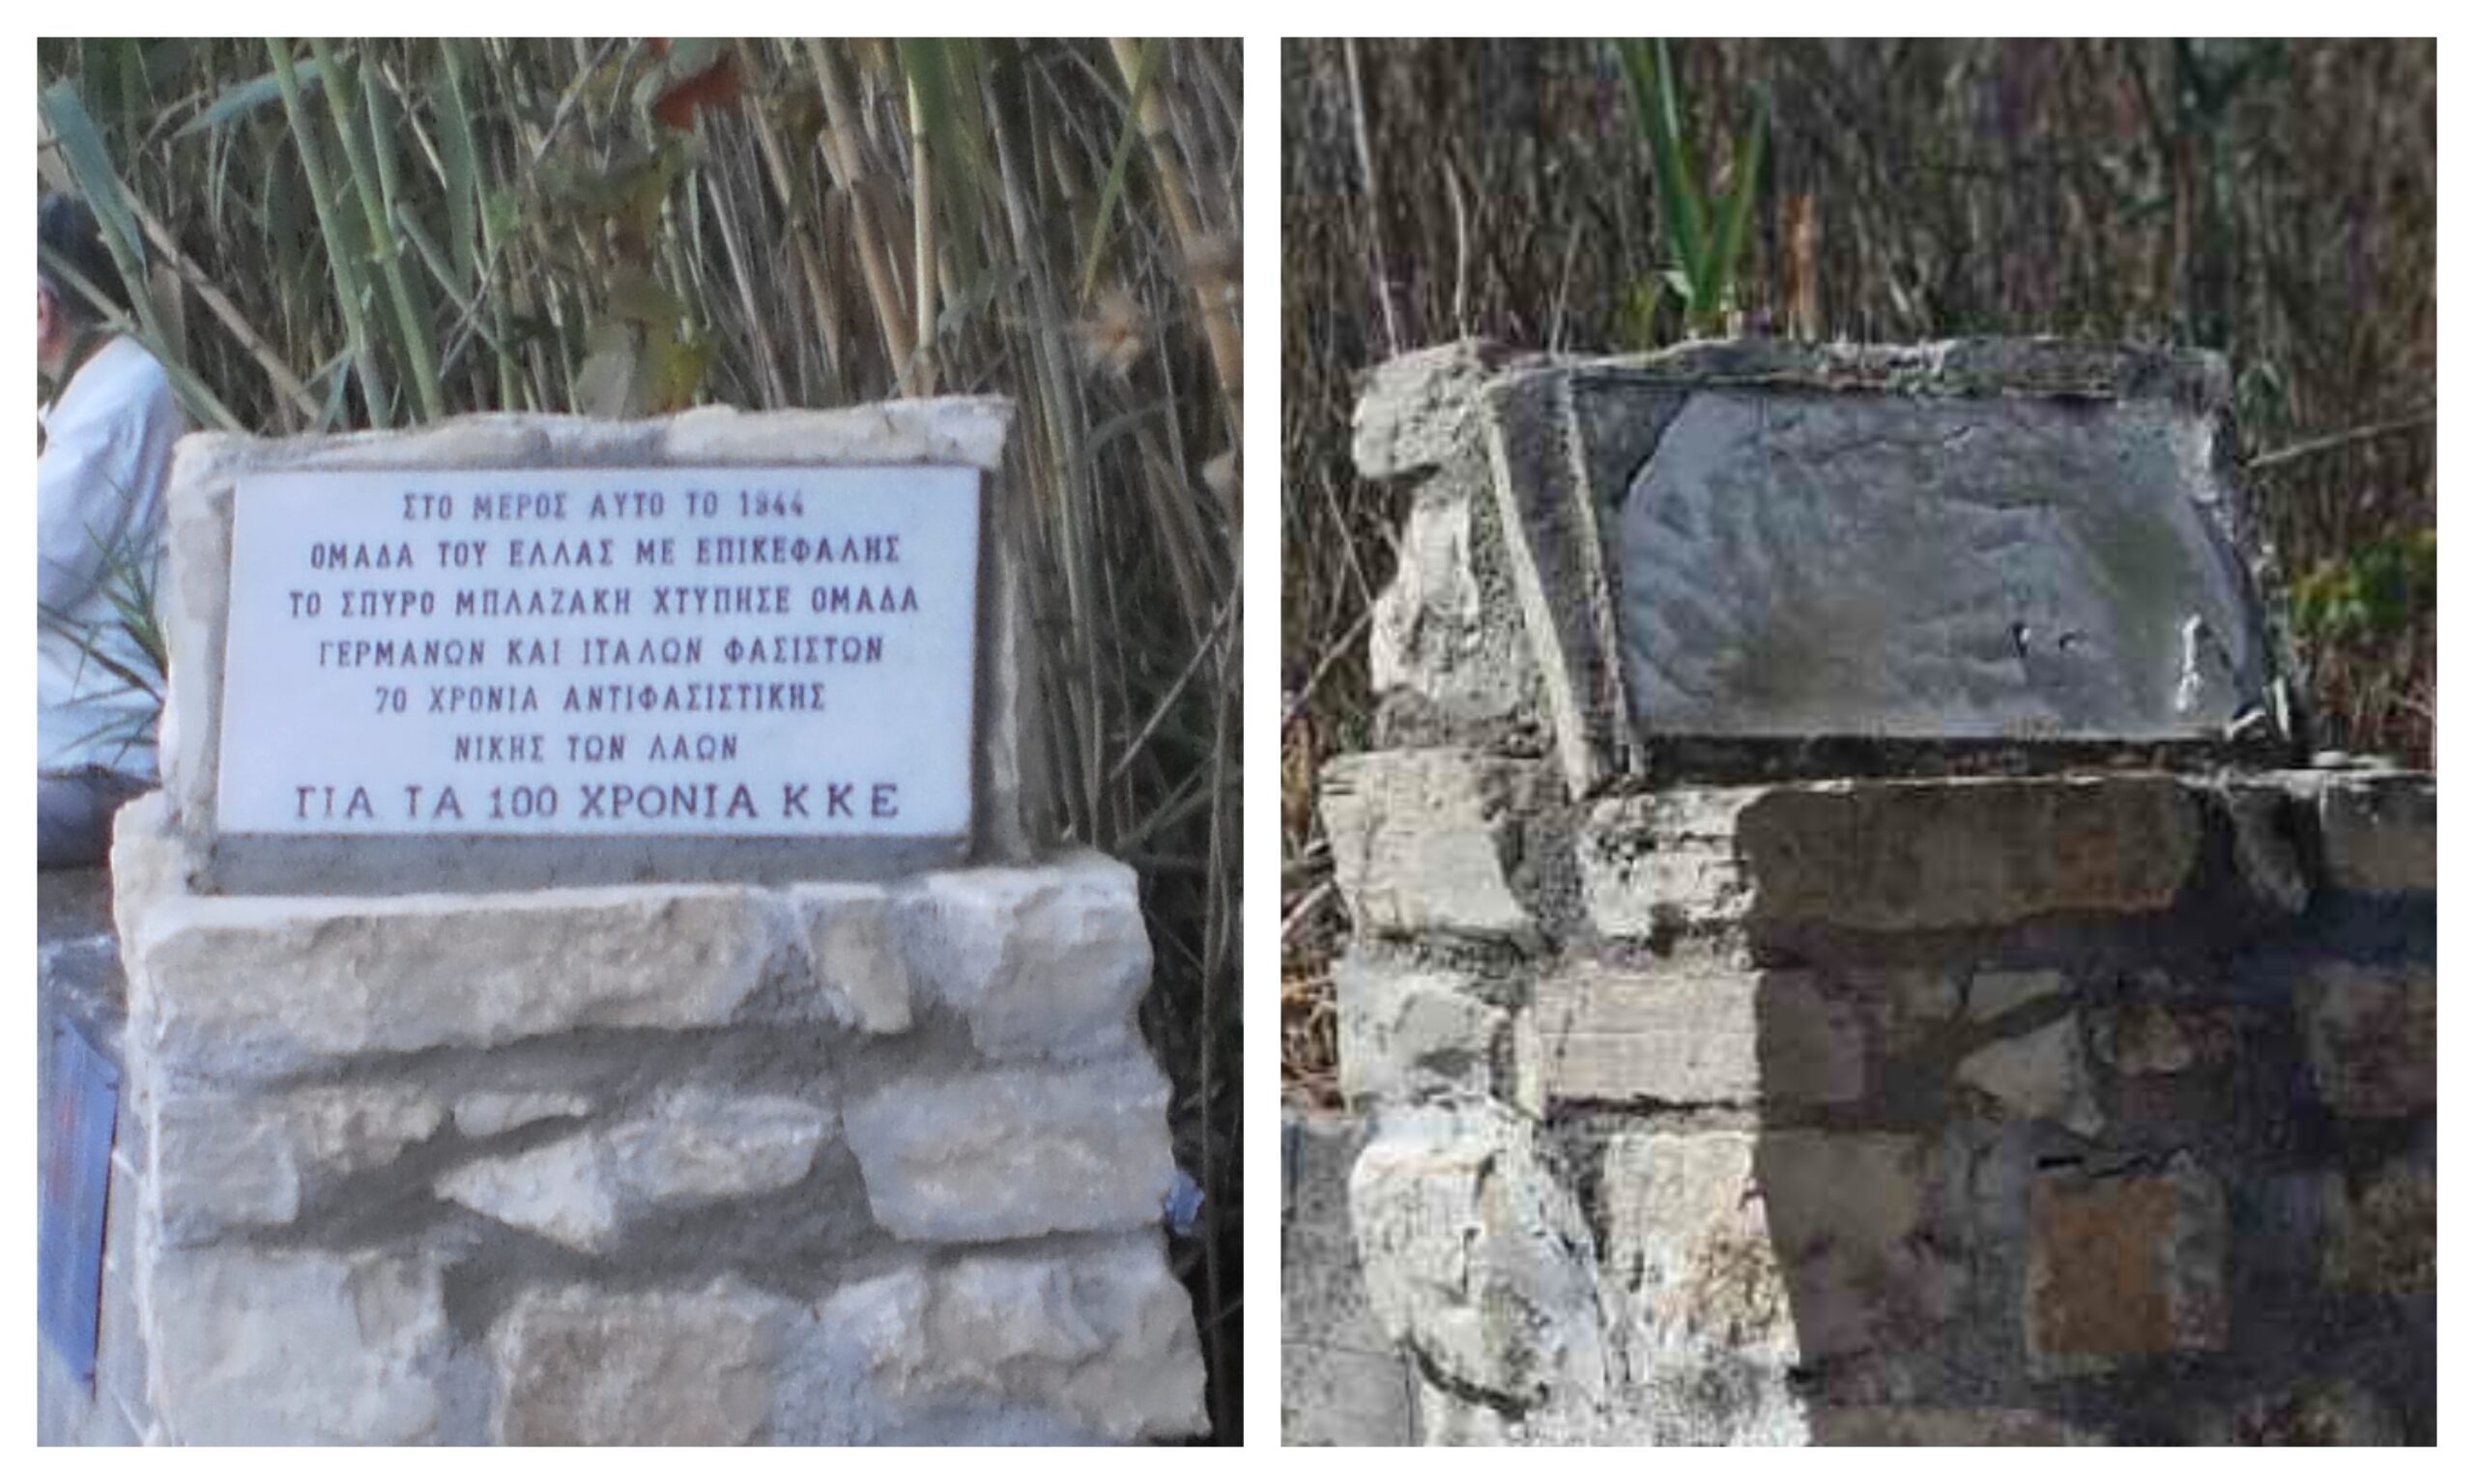 ΣΤΟ ΜΕΡΟΣ ΑΥΤΟ ΤΟ 1944
ΟΜΑΔΑ ΤΟΥ ΕΛΛΑΣ ΜΕ ΕΠΙΚΕΦΑΛΗΣ
ΤΟ ΣΠΥΡΟ ΜΠΛΑΖΑΚΗ ΧΤΥΠΗΣΕ ΟΜΑΔΑ
ΓΕΡΜΑΝΩΝ ΚΑΙ ΙΤΑΛΩΝ ΦΑΣΙΣΤΩΝ
70 ΧΡΟΝΙΑ ΑΝΤΙΦΑΣΙΣΤΙΚΗΣ
ΝΙΚΗΣ ΤΩΝ ΛΑΩΝ
ΓΙΑ ΤΑ 100 ΧΡΟΝΙΑ ΚΚΕ